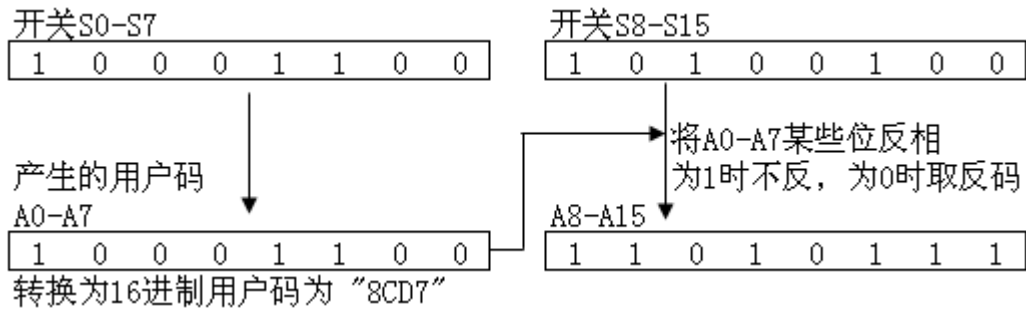 开关S0-S7
1 0 0 0 1 1 0 0
开关S8-S15
1 0 1 0 0 1 0 0
将A0-A7某些位反相
为1时不反，为0时取反码
产生的用户码
A0-A7
1 0 0 0 1 1 0 0
A8-A15
1 1 0 1 0 1 1 1
转换为16进制用户码为 "8CD7"